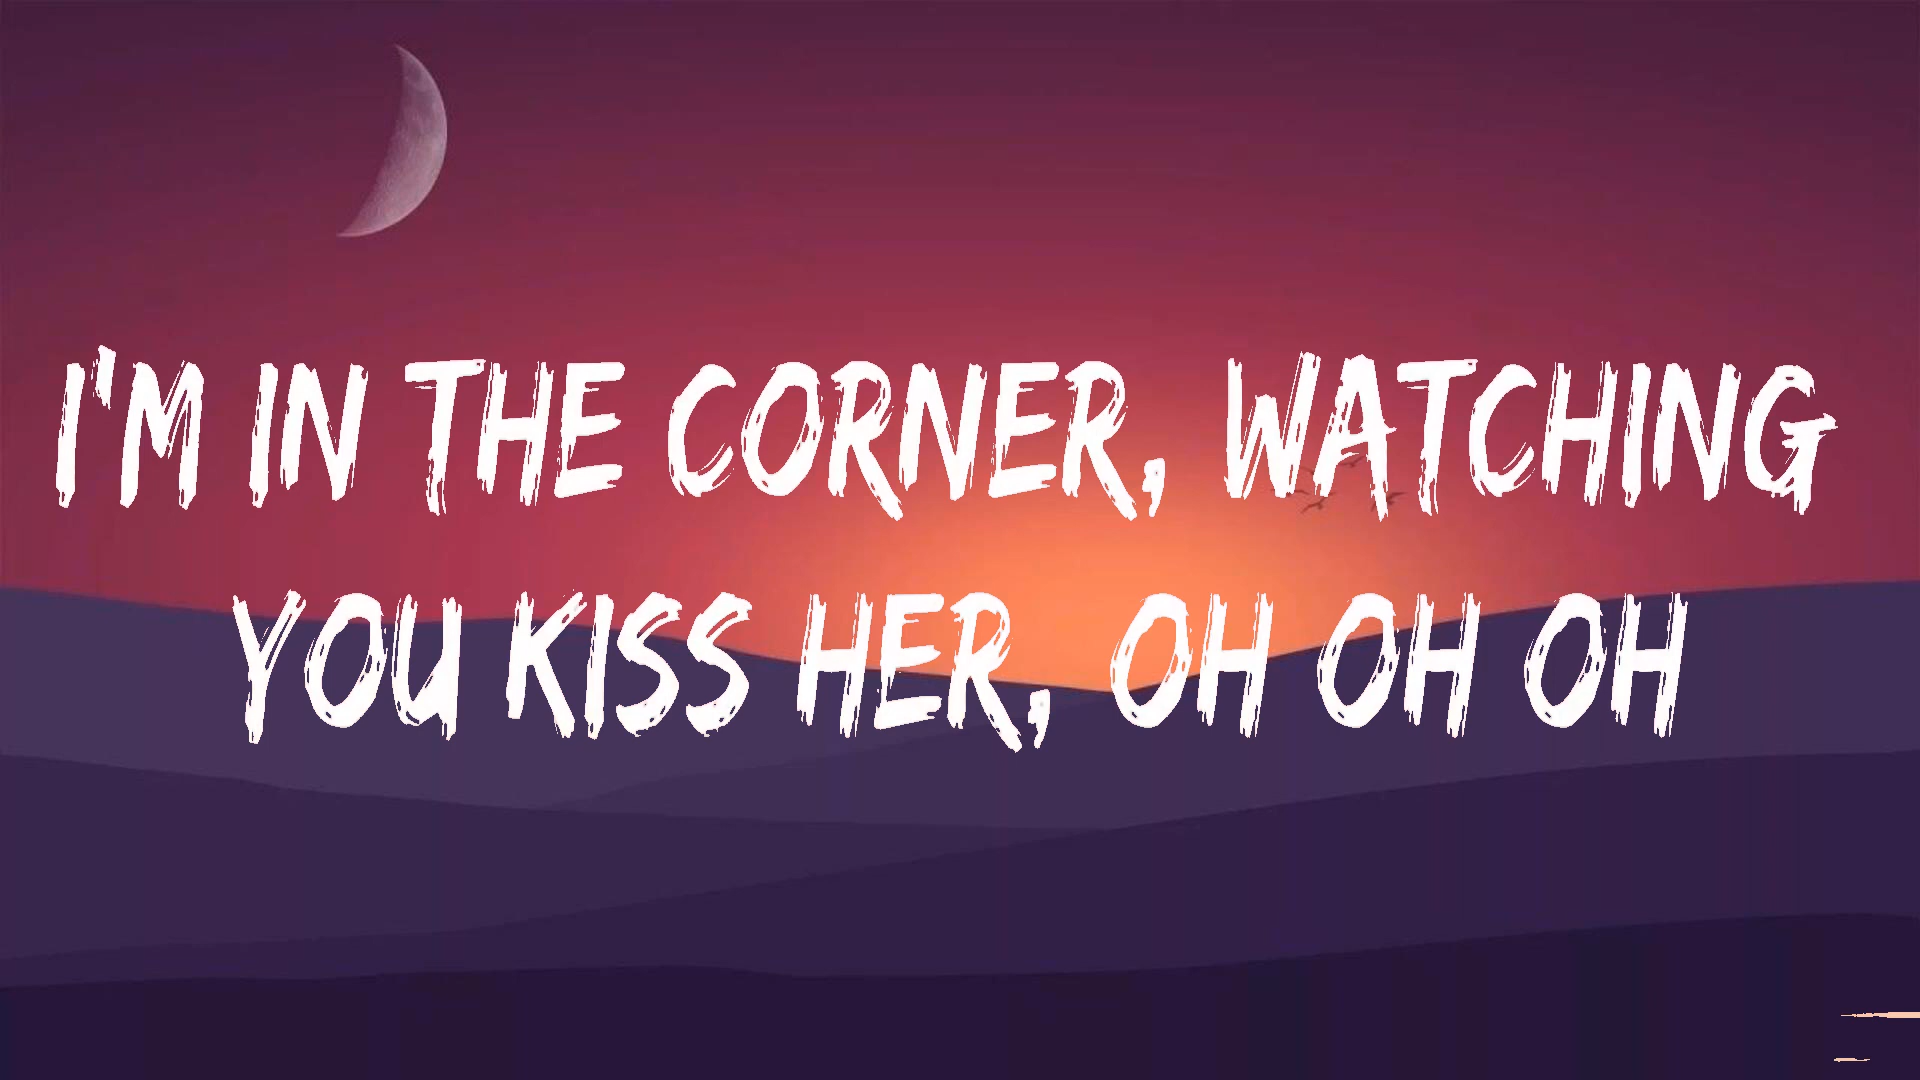 I'M IN THE CORNER, WATCHING
YOU KISS HER, OH OH OH